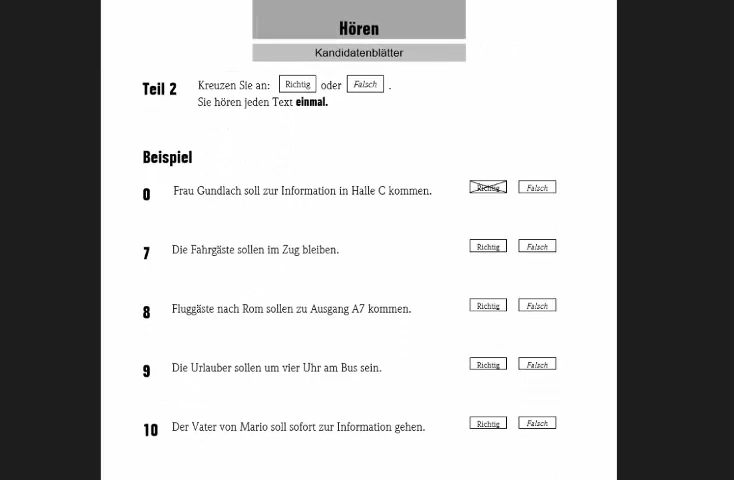 Hören
Kandidatenblätter
Teil 2 Kreuzen Sie an: Richtig oder Falsch .
Sie hören jeden Text einmal.
Beispiel
0 Frau Gundlach soll zur Information in Halle C kommen. Richtig Falsch
7 Die Fahrgäste sollen im Zug bleiben. Richtig Falsch
8 Fluggäste nach Rom sollen zu Ausgang A7 kommen. Richtig Falsch
9 Die Urlauber sollen um vier Uhr am Bus sein. Richtig Falsch
10 Der Vater von Mario soll sofort zur Information gehen. Richtig Falsch